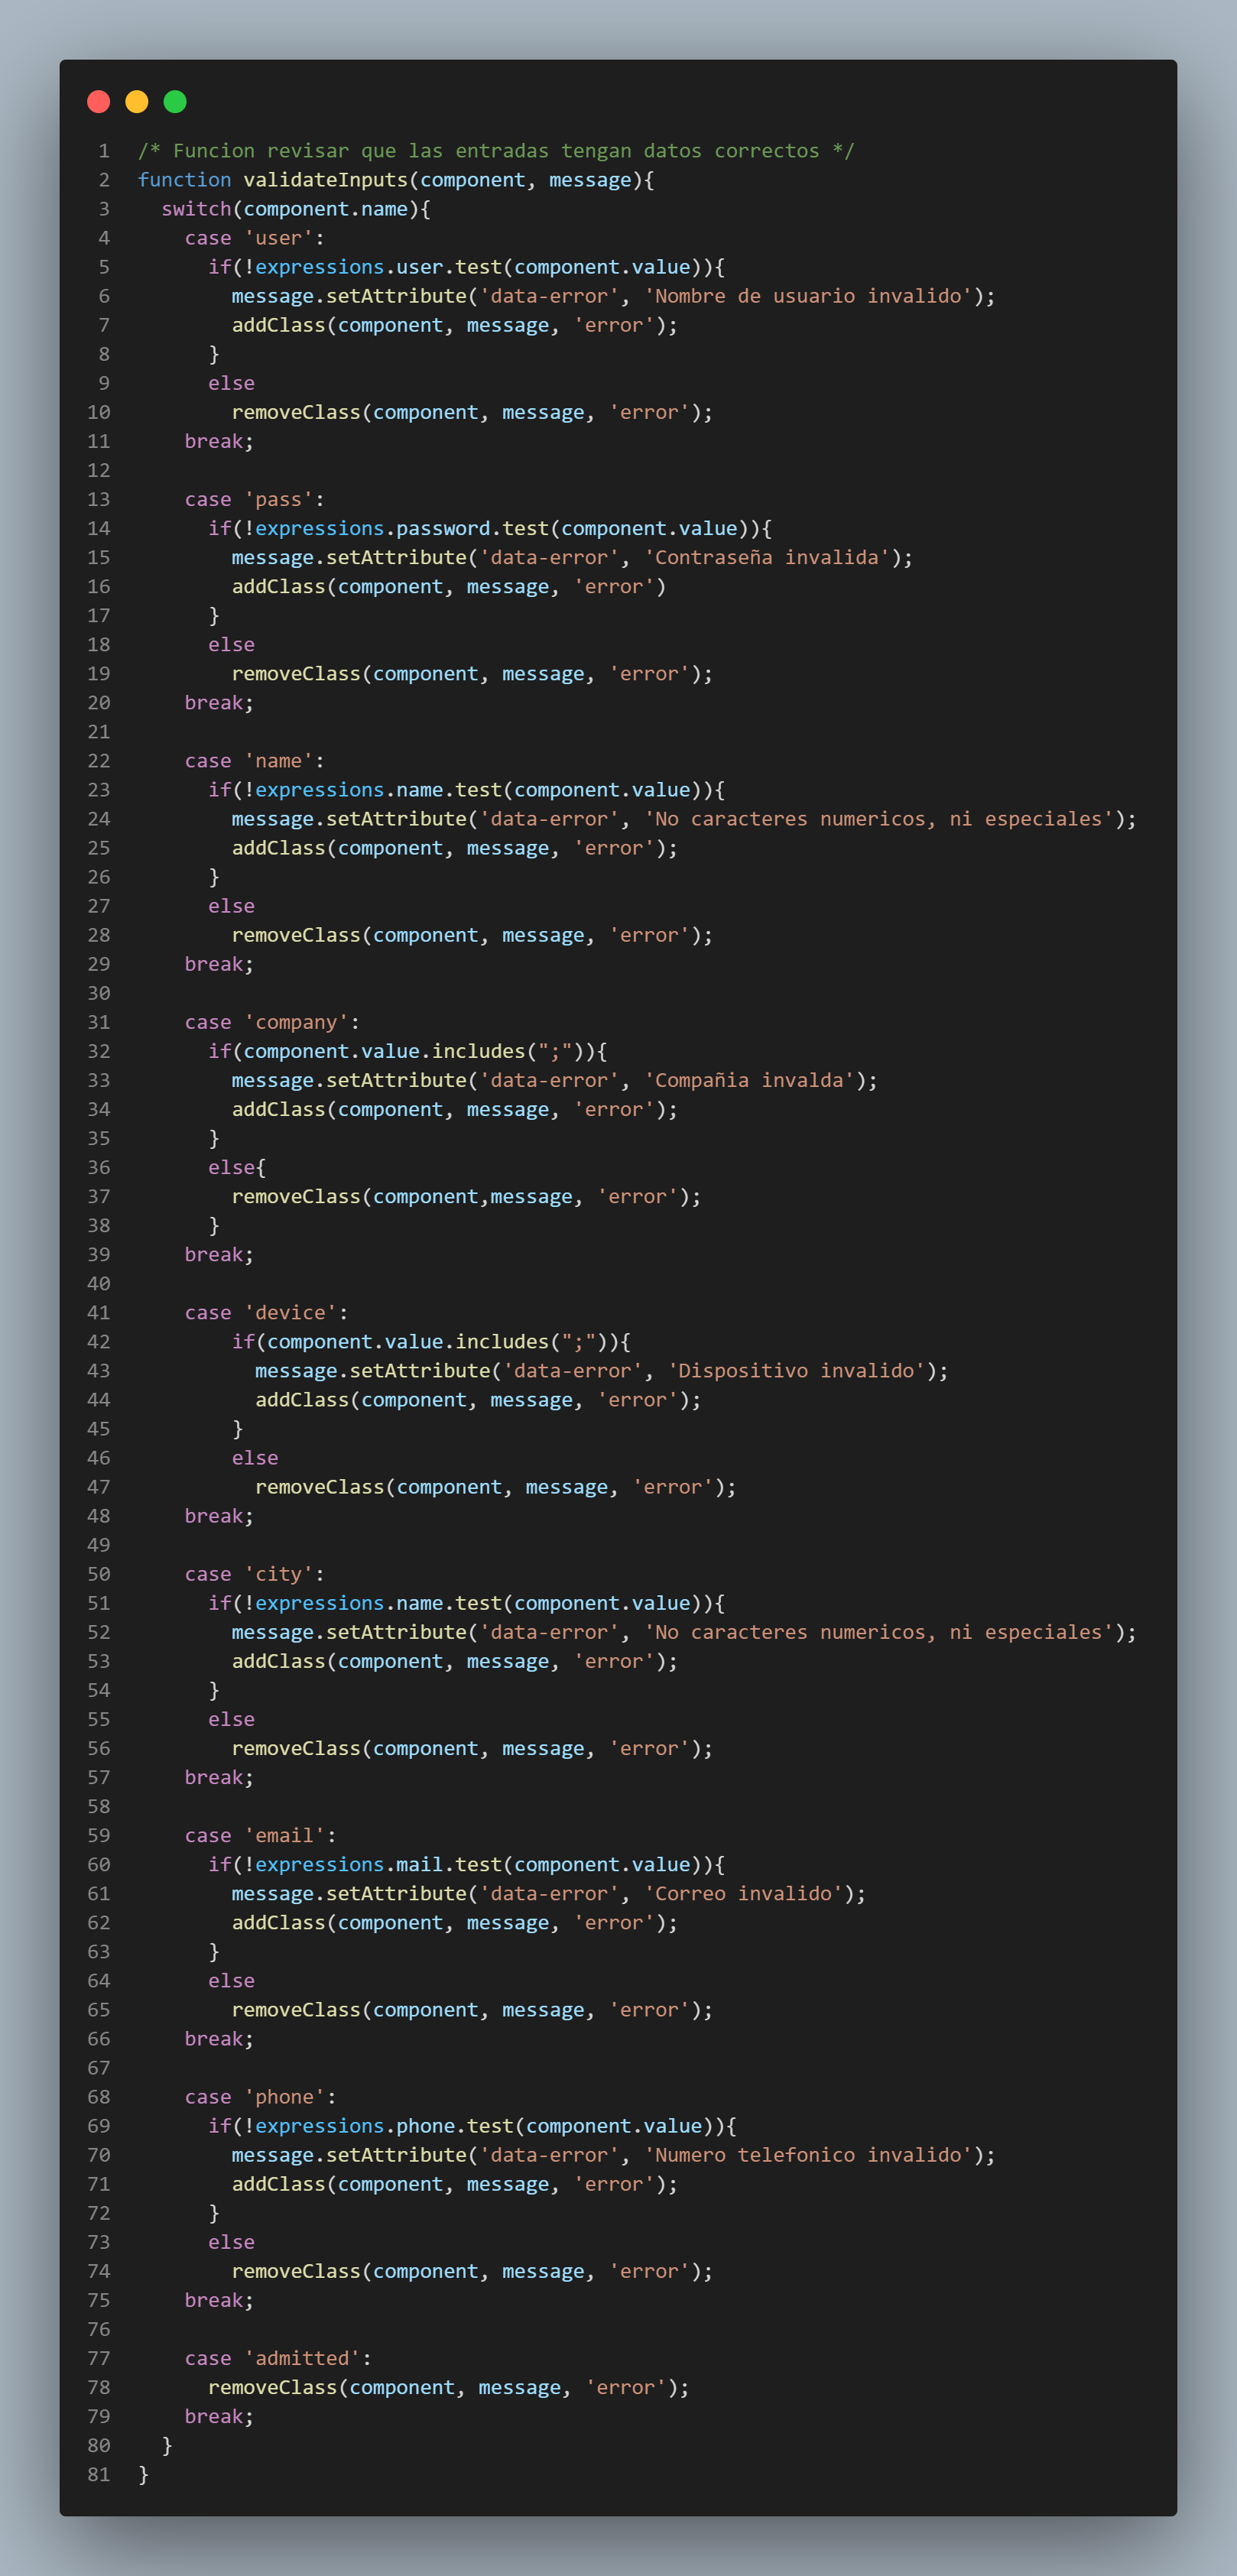 1 /* Funcion revisar que las entradas tengan datos correctos */
2 function validateInputs(component, message){
3   switch(component.name){
4     case 'user':
5       if(!expressions.user.test(component.value)){
6         message.setAttribute('data-error', 'Nombre de usuario invalido');
7         addClass(component, message, 'error');
8       }
9       else
10         removeClass(component, message, 'error');
11     break;
12
13     case 'pass':
14       if(!expressions.password.test(component.value)){
15         message.setAttribute('data-error', 'Contraseña invalida');
16         addClass(component, message, 'error')
17       }
18       else
19         removeClass(component, message, 'error');
20     break;
21
22     case 'name':
23       if(!expressions.name.test(component.value)){
24         message.setAttribute('data-error', 'No caracteres numericos, ni especiales');
25         addClass(component, message, 'error');
26       }
27       else
28         removeClass(component, message, 'error');
29     break;
30
31     case 'company':
32       if(component.value.includes(";")){
33         message.setAttribute('data-error', 'Compañia invalda');
34         addClass(component, message, 'error');
35       }
36       else{
37         removeClass(component,message, 'error');
38       }
39     break;
40
41     case 'device':
42         if(component.value.includes(";")){
43           message.setAttribute('data-error', 'Dispositivo invalido');
44           addClass(component, message, 'error');
45         }
46         else
47           removeClass(component, message, 'error');
48     break;
49
50     case 'city':
51       if(!expressions.name.test(component.value)){
52         message.setAttribute('data-error', 'No caracteres numericos, ni especiales');
53         addClass(component, message, 'error');
54       }
55       else
56         removeClass(component, message, 'error');
57     break;
58
59     case 'email':
60       if(!expressions.mail.test(component.value)){
61         message.setAttribute('data-error', 'Correo invalido');
62         addClass(component, message, 'error');
63       }
64       else
65         removeClass(component, message, 'error');
66     break;
67
68     case 'phone':
69       if(!expressions.phone.test(component.value)){
70         message.setAttribute('data-error', 'Numero telefonico invalido');
71         addClass(component, message, 'error');
72       }
73       else
74         removeClass(component, message, 'error');
75     break;
76
77     case 'admitted':
78       removeClass(component, message, 'error');
79     break;
80   }
81 }